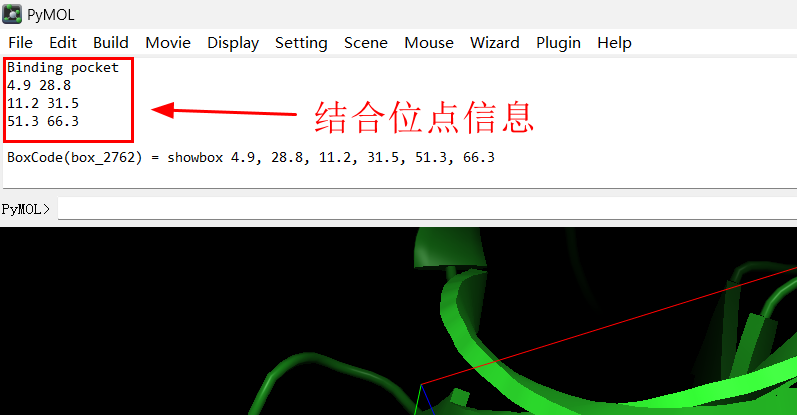 PyMOL
File Edit Build Movie Display Setting Scene Mouse Wizard Plugin Help
Binding pocket
4.9 28.8
11.2 31.5
51.3 66.3
结合位点信息
BoxCode(box_2762) = showbox 4.9, 28.8, 11.2, 31.5, 51.3, 66.3
PyMOL>